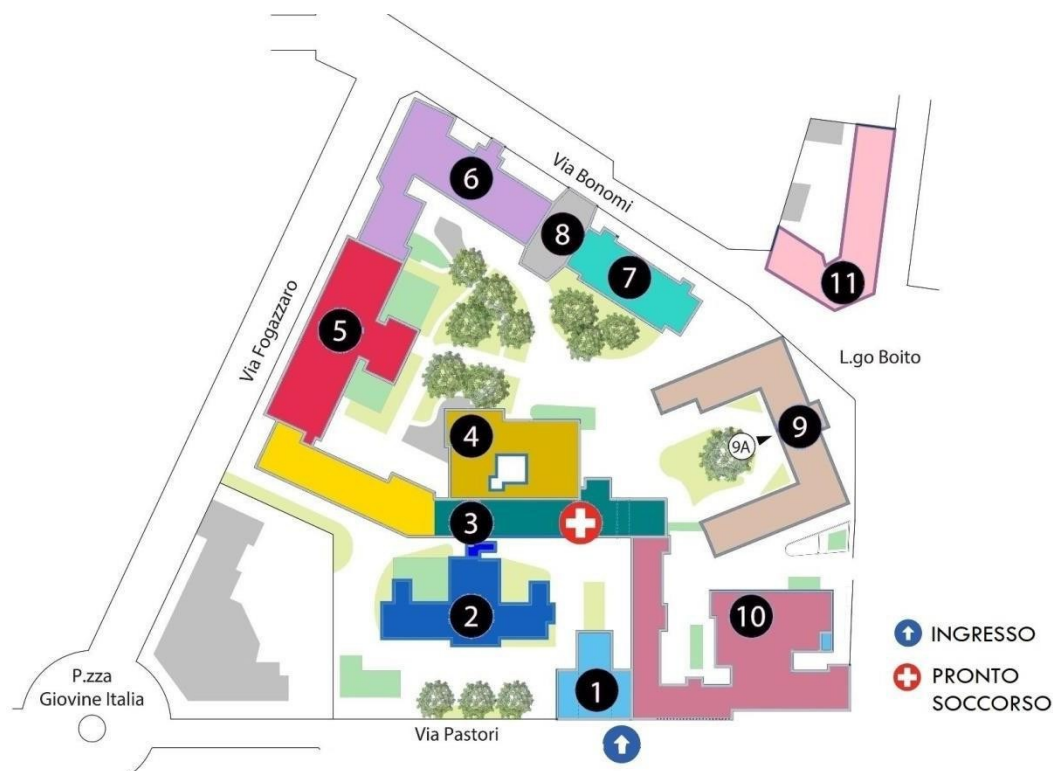 Via Bonomi
6
8
7
11
Via Fogazzaro
5
L.go Boito
4
9
9A
3
2
10
INGRESSO
P.zza
Giovine Italia
1
PRONTO
SOCCORSO
Via Pastori